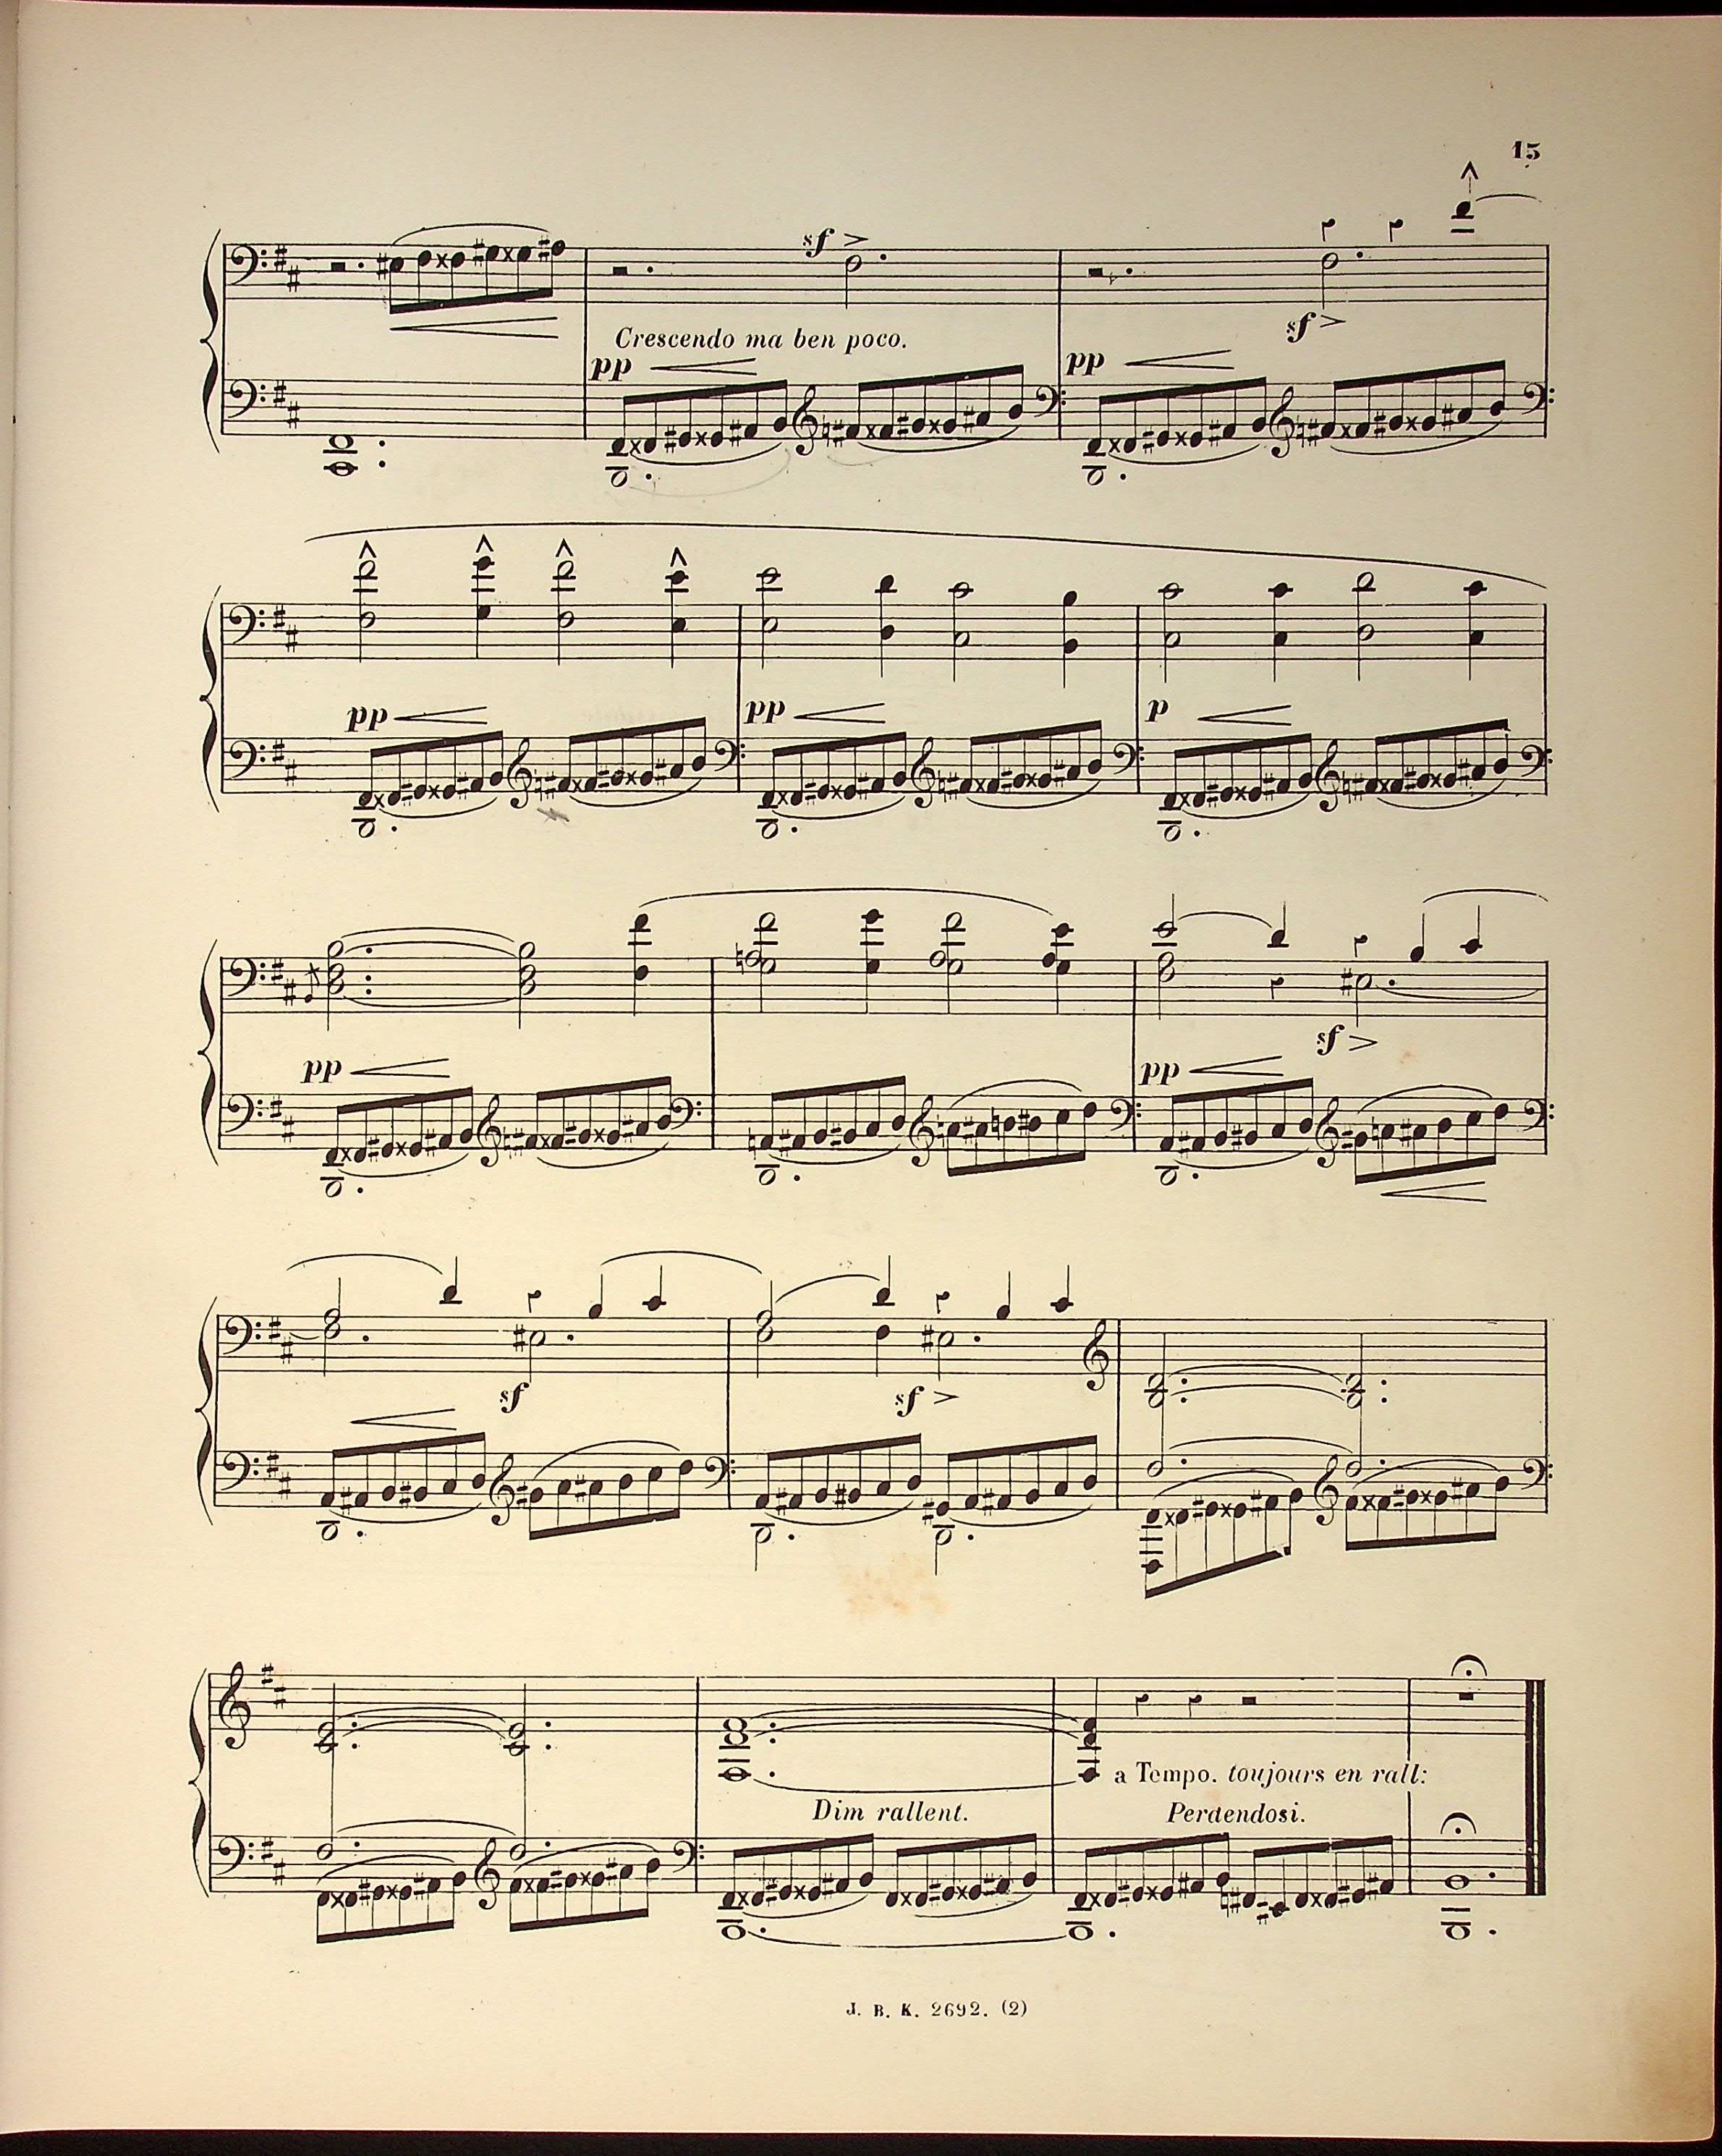 15
sf
Crescendo ma ben poco.
pp pp sf
pp pp p
pp pp sf
sf sf
a Tempo. toujours en rall:
Dim rallent. Perdendosi.
J. B. K. 2692. (2)